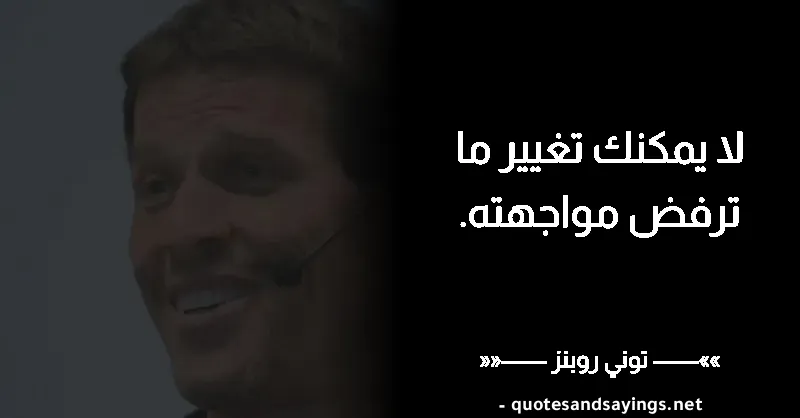 لا يمكنك تغيير ما
ترفض مواجهته.
»»—— توني روبنز ——««
- quotesandsayings.net